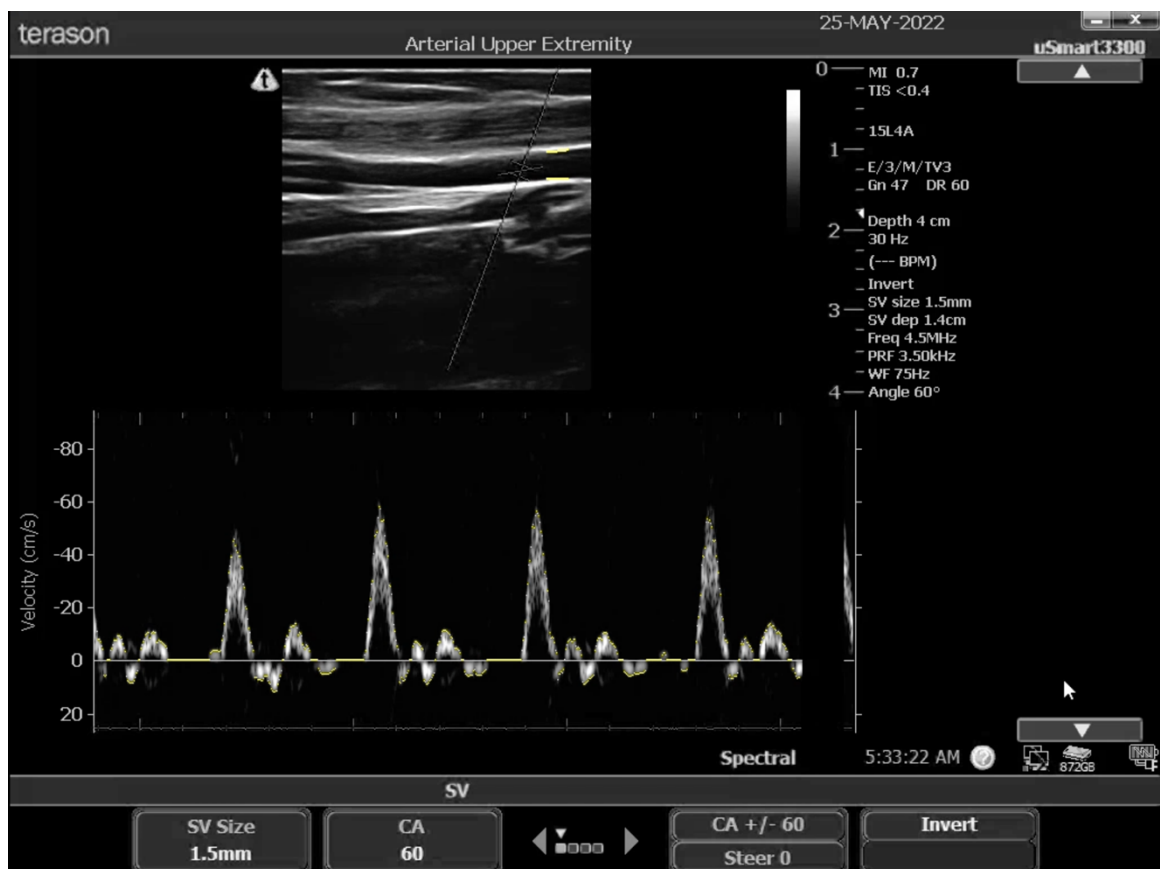 terason
25-MAY-2022
Arterial Upper Extremity
uSmart3300
0
MI 0.7
TIS <0.4
15L4A
1
E/3/M/TV3
Gn 47 DR 60
Depth 4 cm
2
30 Hz
(--- BPM)
Invert
SV size 1.5mm
3
SV dep 1.4cm
Freq 4.5MHz
PRF 3.50kHz
WF 75Hz
4
Angle 60°
t
Velocity (cm/s)
-80
-60
-40
-20
0
20
Spectral
5:33:22 AM
?
872GB
SV
SV Size
1.5mm
CA
60
CA +/- 60
Steer 0
Invert